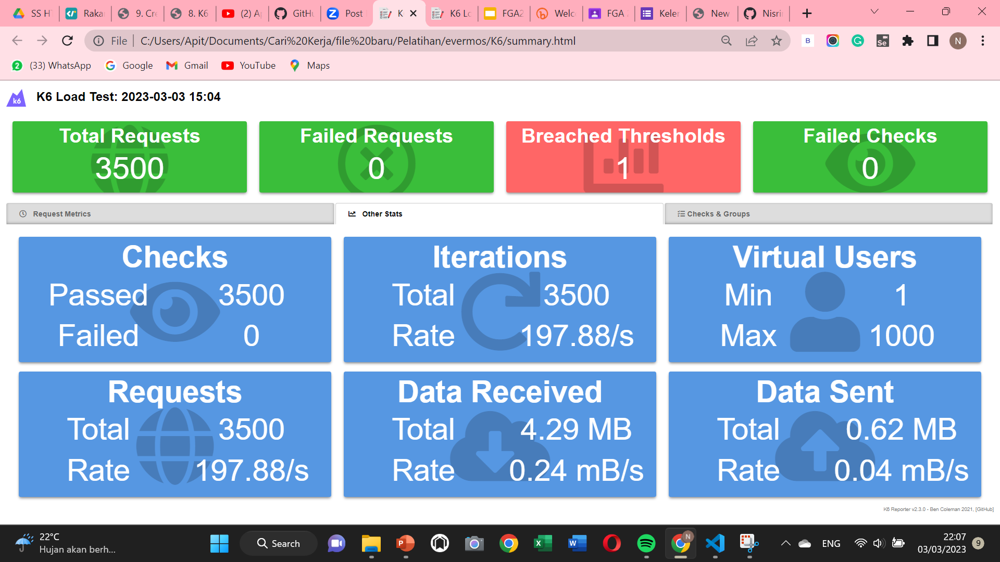 SS H
Raka
9. Cre
8. K6
(2) A
GitHu
Post
K
K6 Lo
FGA2
Welc
FGA
Keler
New
Nisri
File
C:/Users/Apit/Documents/Cari%20Kerja/file%20baru/Pelatihan/evermos/K6/summary.html
B
Se
N
2
(33) WhatsApp
Google
Gmail
YouTube
Maps
k6
K6 Load Test: 2023-03-03 15:04
Total Requests
3500
Failed Requests
0
Breached Thresholds
1
Failed Checks
0
Request Metrics
Other Stats
Checks & Groups
Checks
Passed 3500
Failed 0
Iterations
Total 3500
Rate 197.88/s
Virtual Users
Min 1
Max 1000
Requests
Total 3500
Rate 197.88/s
Data Received
Total 4.29 MB
Rate 0.24 mB/s
Data Sent
Total 0.62 MB
Rate 0.04 mB/s
K6 Reporter v2.3.0 - Ben Coleman 2021, [GitHub]
22°C
Hujan akan berh...
Search
N
ENG
22:07
03/03/2023
9